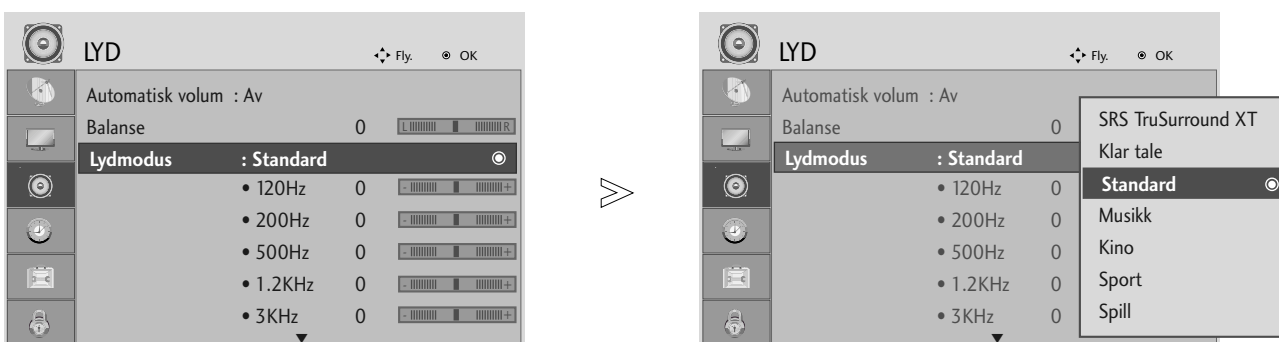 LYD
Fly. OK
Automatisk volum : Av
Balanse 0 L R
Lydmodus : Standard
• 120Hz 0 - +
• 200Hz 0 - +
• 500Hz 0 - +
• 1.2KHz 0 - +
• 3KHz 0 - +
LYD
Fly. OK
Automatisk volum : Av
Balanse 0
Lydmodus : Standard
• 120Hz 0
• 200Hz 0
• 500Hz 0
• 1.2KHz 0
• 3KHz 0
SRS TruSurround XT
Klar tale
Standard
Musikk
Kino
Sport
Spill